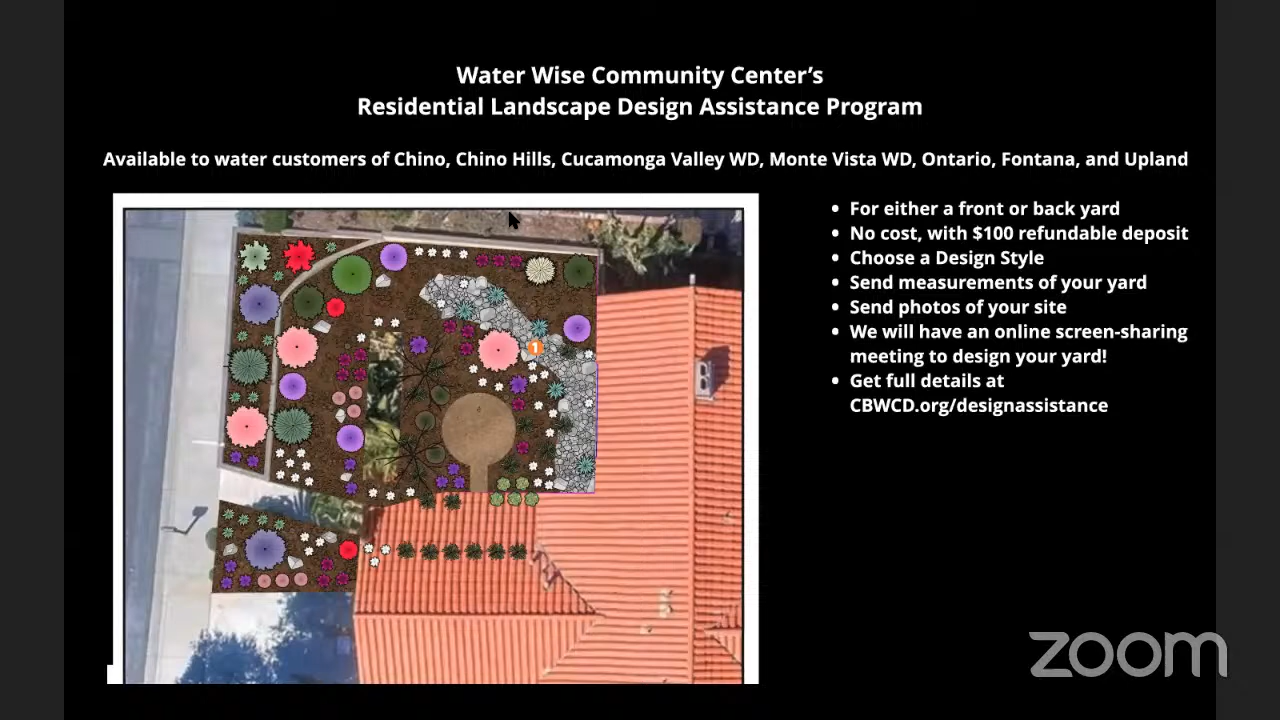 Water Wise Community Center’s
Residential Landscape Design Assistance Program
Available to water customers of Chino, Chino Hills, Cucamonga Valley WD, Monte Vista WD, Ontario, Fontana, and Upland
• For either a front or back yard
• No cost, with $100 refundable deposit
• Choose a Design Style
• Send measurements of your yard
• Send photos of your site
• We will have an online screen-sharing
meeting to design your yard!
• Get full details at
CBWCD.org/designassistance
1
zoom